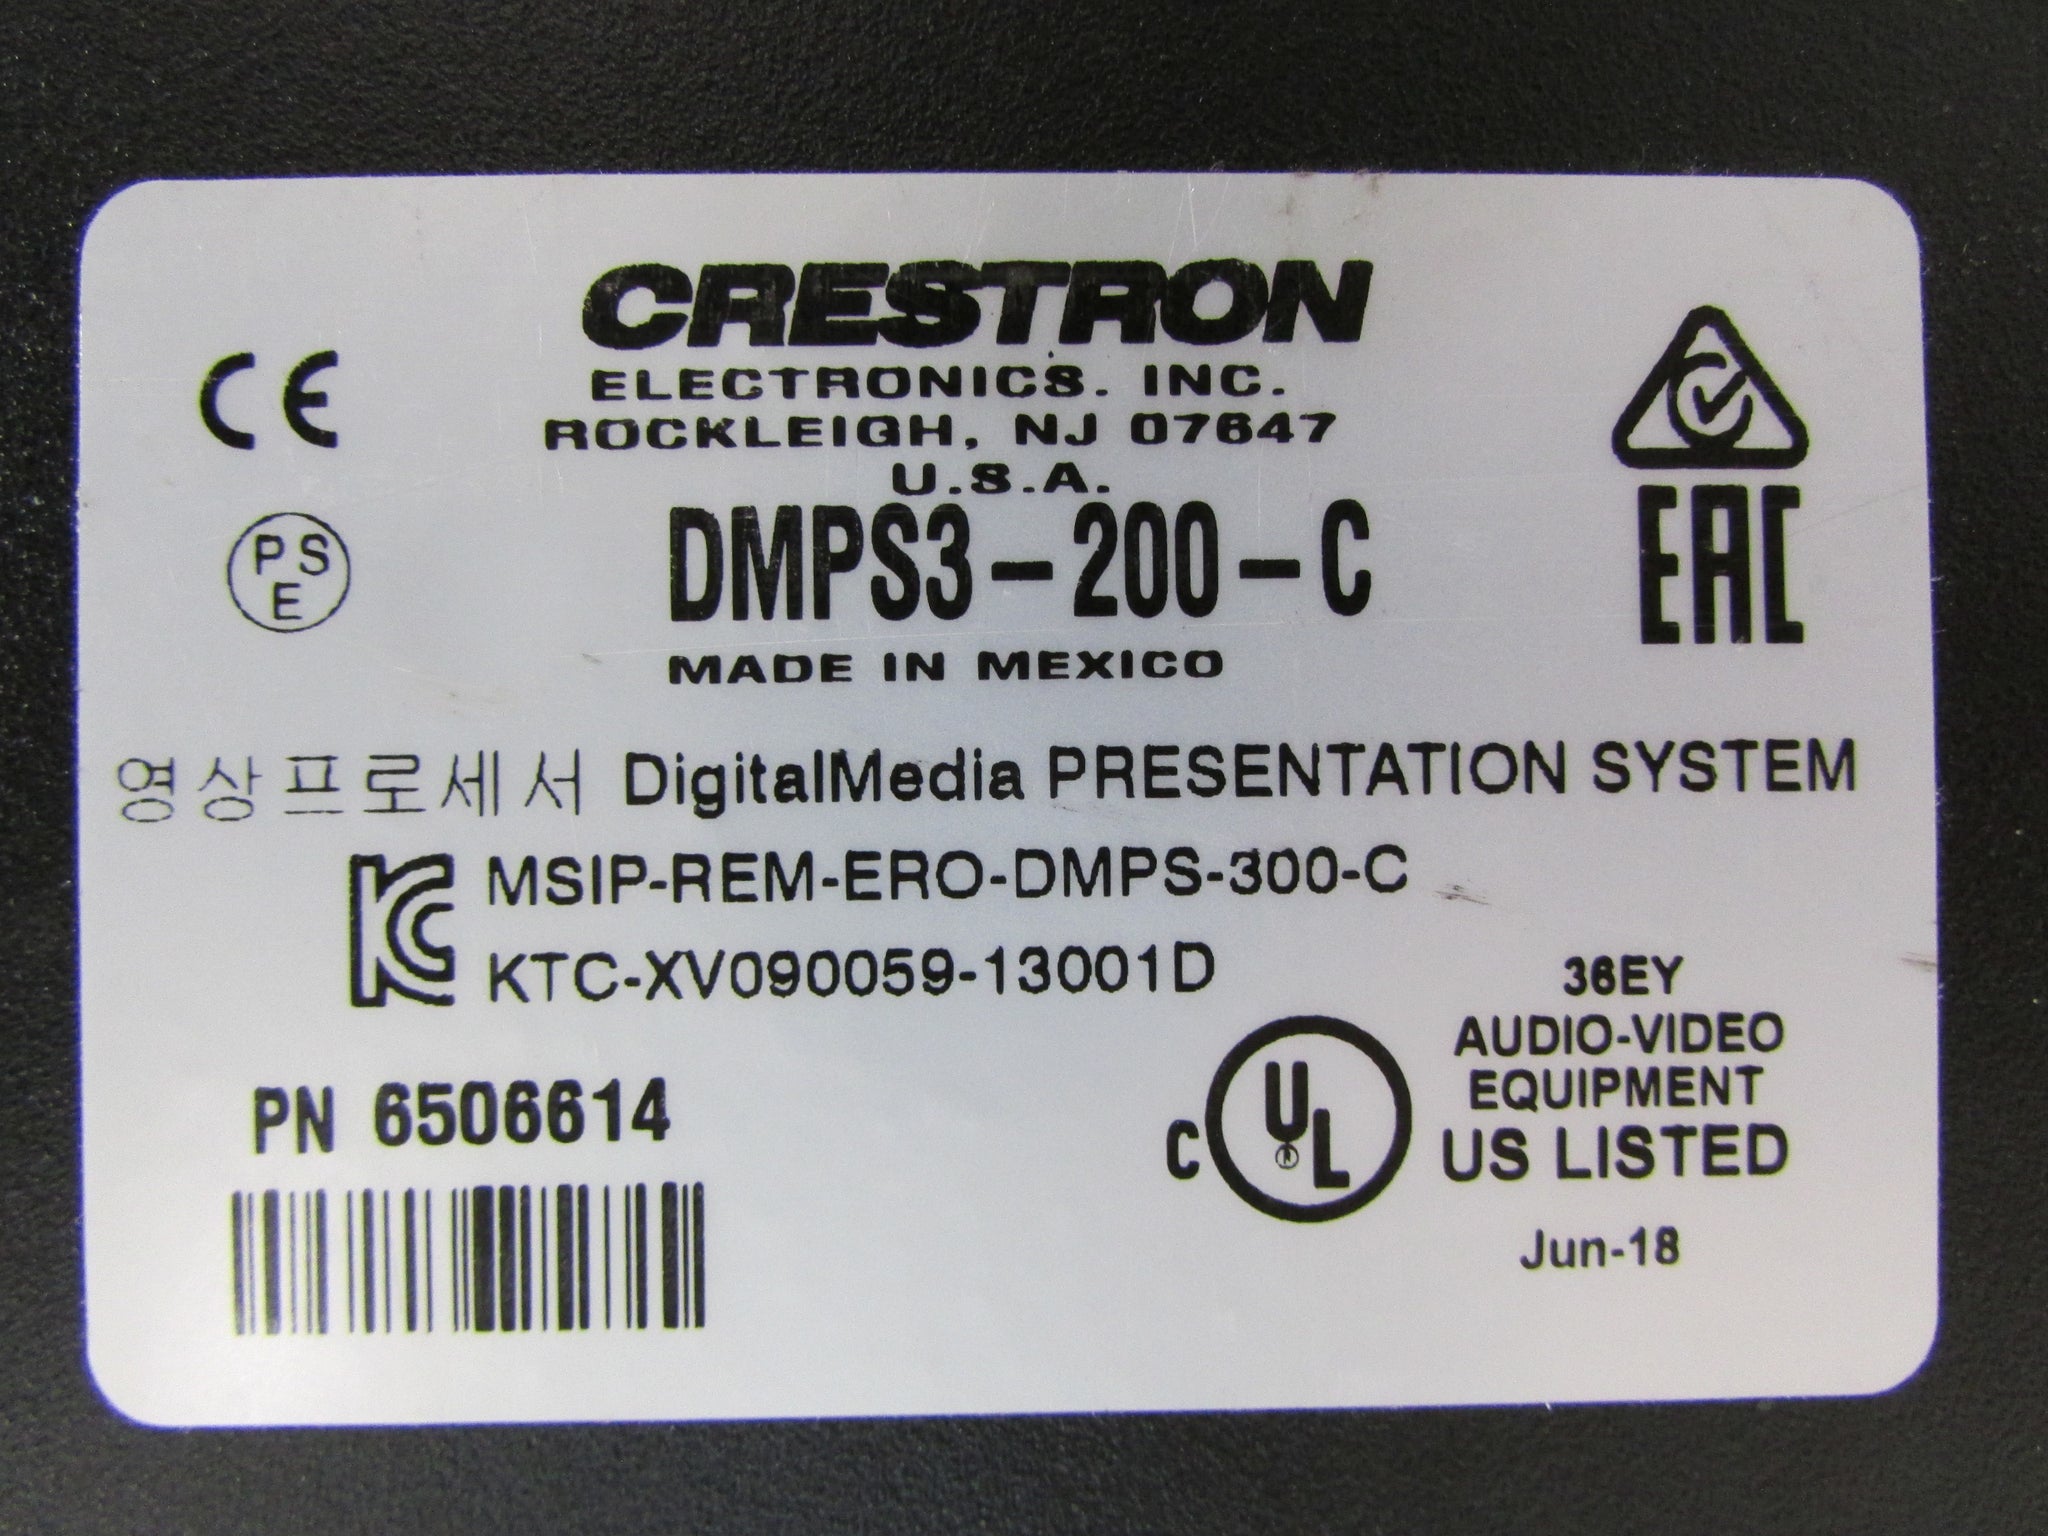 CRESTRON
ELECTRONICS. INC.
ROCKLEIGH, NJ 07647
U.S.A.
CE
PSE
DMPS3-200-C
EAC
MADE IN MEXICO
영상프로세서 DigitalMedia PRESENTATION SYSTEM
KC MSIP-REM-ERO-DMPS-300-C
KTC-XV090059-13001D
36EY
AUDIO-VIDEO
EQUIPMENT
C UL ® US LISTED
PN 6506614
Jun-18